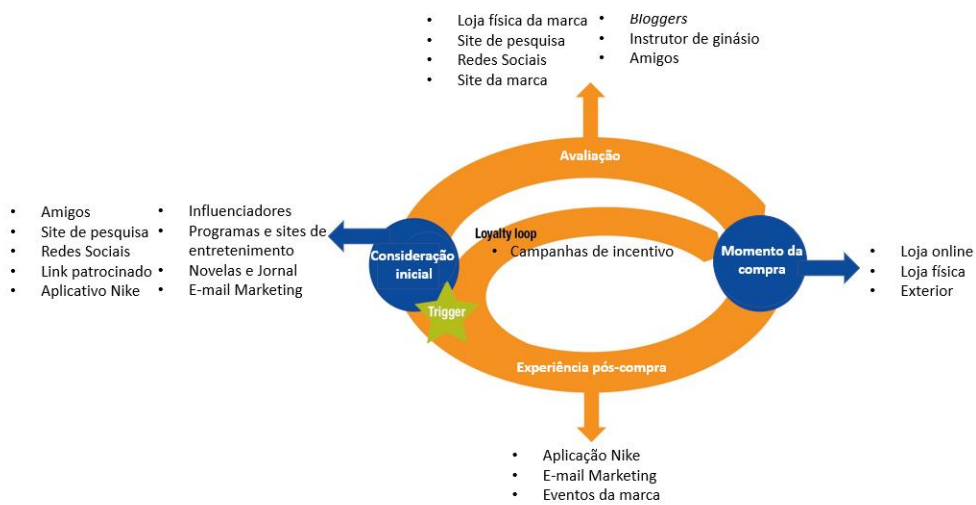 • Loja física da marca
• Site de pesquisa
• Redes Sociais
• Site da marca
• Bloggers
• Instrutor de ginásio
• Amigos
Avaliação
• Amigos
• Site de pesquisa
• Redes Sociais
• Link patrocinado
• Aplicativo Nike
• Influenciadores
• Programas e sites de
entretenimento
• Novelas e Jornal
• E-mail Marketing
Consideração
inicial
Trigger
Loyalty loop
• Campanhas de incentivo
Momento da
compra
• Loja online
• Loja física
• Exterior
Experiência pós-compra
• Aplicação Nike
• E-mail Marketing
• Eventos da marca